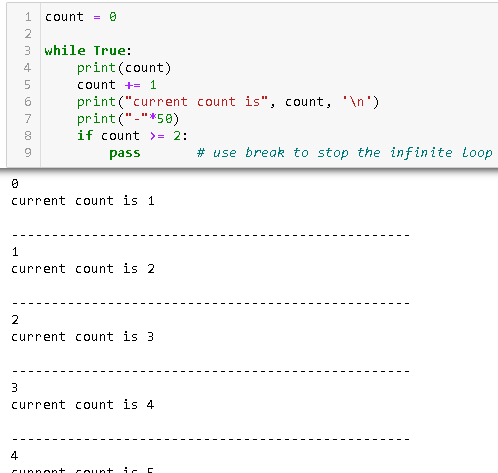 1 count = 0
2
3 while True:
4     print(count)
5     count += 1
6     print("current count is", count, '\n')
7     print("-"*50)
8     if count >= 2:
9         pass       # use break to stop the infinite loop
0
current count is 1
--------------------------------------------------
1
current count is 2
--------------------------------------------------
2
current count is 3
--------------------------------------------------
3
current count is 4
--------------------------------------------------
4
current count is 5